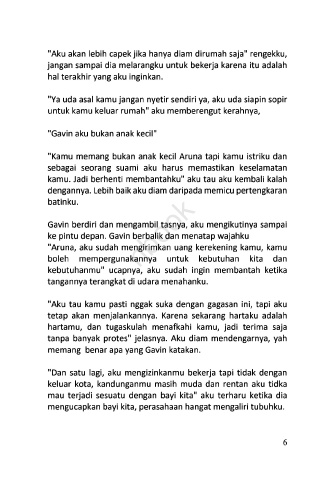 "Aku akan lebih capek jika hanya diam dirumah saja" rengekku,
jangan sampai dia melarangku untuk bekerja karena itu adalah
hal terakhir yang aku inginkan.
"Ya uda asal kamu jangan nyetir sendiri ya, aku uda siapin sopir
untuk kamu keluar rumah" aku memberengut kerahnya,
"Gavin aku bukan anak kecil"
"Kamu memang bukan anak kecil Aruna tapi kamu istriku dan
sebagai seorang suami aku harus memastikan keselamatan
kamu. Jadi berhenti membantahku" aku tau aku kembali kalah
dengannya. Lebih baik aku diam daripada memicu pertengkaran
batinku.
Gavin berdiri dan mengambil tasnya, aku mengikutinya sampai
ke pintu depan. Gavin berbalik dan menatap wajahku
"Aruna, aku sudah mengirimkan uang kerekening kamu, kamu
boleh mempergunakannya untuk kebutuhan kita dan
kebutuhanmu" ucapnya, aku sudah ingin membantah ketika
tangannya terangkat di udara menahanku.
"Aku tau kamu pasti nggak suka dengan gagasan ini, tapi aku
tetap akan menjalankannya. Karena sekarang hartaku adalah
hartamu, dan tugaskulah menafkahi kamu, jadi terima saja
tanpa banyak protes" jelasnya. Aku diam mendengarnya, yah
memang benar apa yang Gavin katakan.
"Dan satu lagi, aku mengizinkanmu bekerja tapi tidak dengan
keluar kota, kandunganmu masih muda dan rentan aku tidka
mau terjadi sesuatu dengan bayi kita" aku terharu ketika dia
mengucapkan bayi kita, perasahaan hangat mengaliri tubuhku.
6